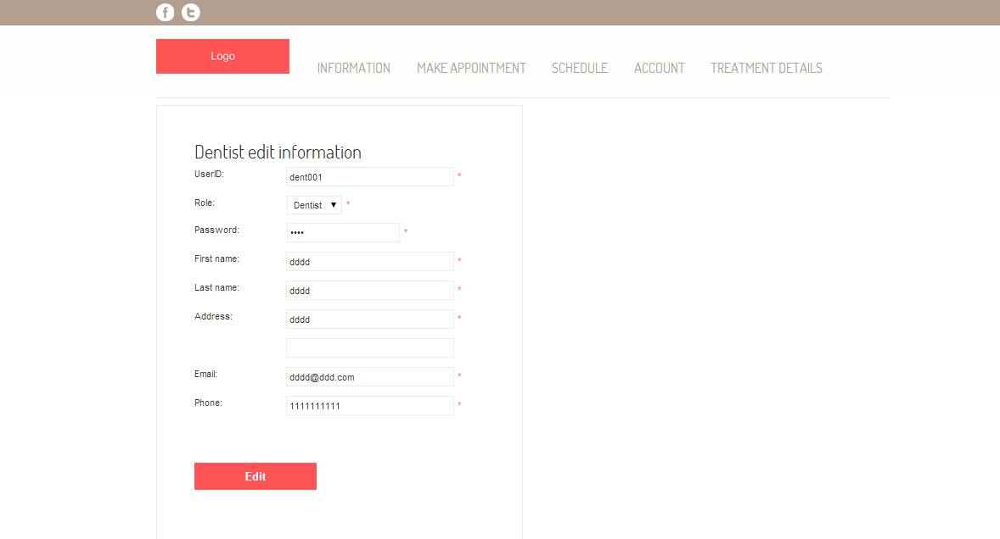 Logo
INFORMATION MAKE APPOINTMENT SCHEDULE ACCOUNT TREATMENT DETAILS
Dentist edit information
UserID: dent001 *
Role: Dentist ▼ *
Password: •••• *
First name: dddd *
Last name: dddd *
Address: dddd *
Email: dddd@ddd.com *
Phone: 1111111111 *
Edit